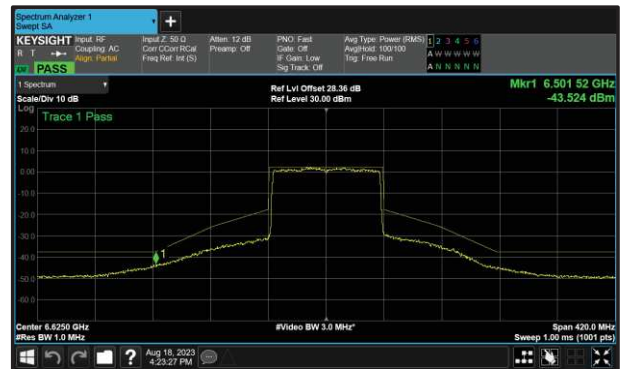 Spectrum Analyzer 1
Swept SA
+
KEYSIGHT
R T
PASS
Input: RF
Coupling: AC
Align: Partial
Input Z: 50 Ω
Corr CCorr RCal
Freq Ref: Int (S)
Atten: 12 dB
Preamp: Off
PNO: Fast
Gate: Off
IF Gain: Low
Sig Track: Off
Avg Type: Power (RMS)
Avg|Hold: 100/100
Trig: Free Run
1 2 3 4 5 6
A W W W W W
A N N N N N
1 Spectrum
Scale/Div 10 dB
Log
Ref Lvl Offset 28.36 dB
Ref Level 30.00 dBm
Mkr1 6.501 52 GHz
-43.524 dBm
Trace 1 Pass
20.0
10.0
0.00
-10.0
-20.0
-30.0
-40.0
-50.0
-60.0
1
Center 6.6250 GHz
#Res BW 1.0 MHz
#Video BW 3.0 MHz*
Span 420.0 MHz
Sweep 1.00 ms (1001 pts)
?
Aug 18, 2023
4:23:27 PM